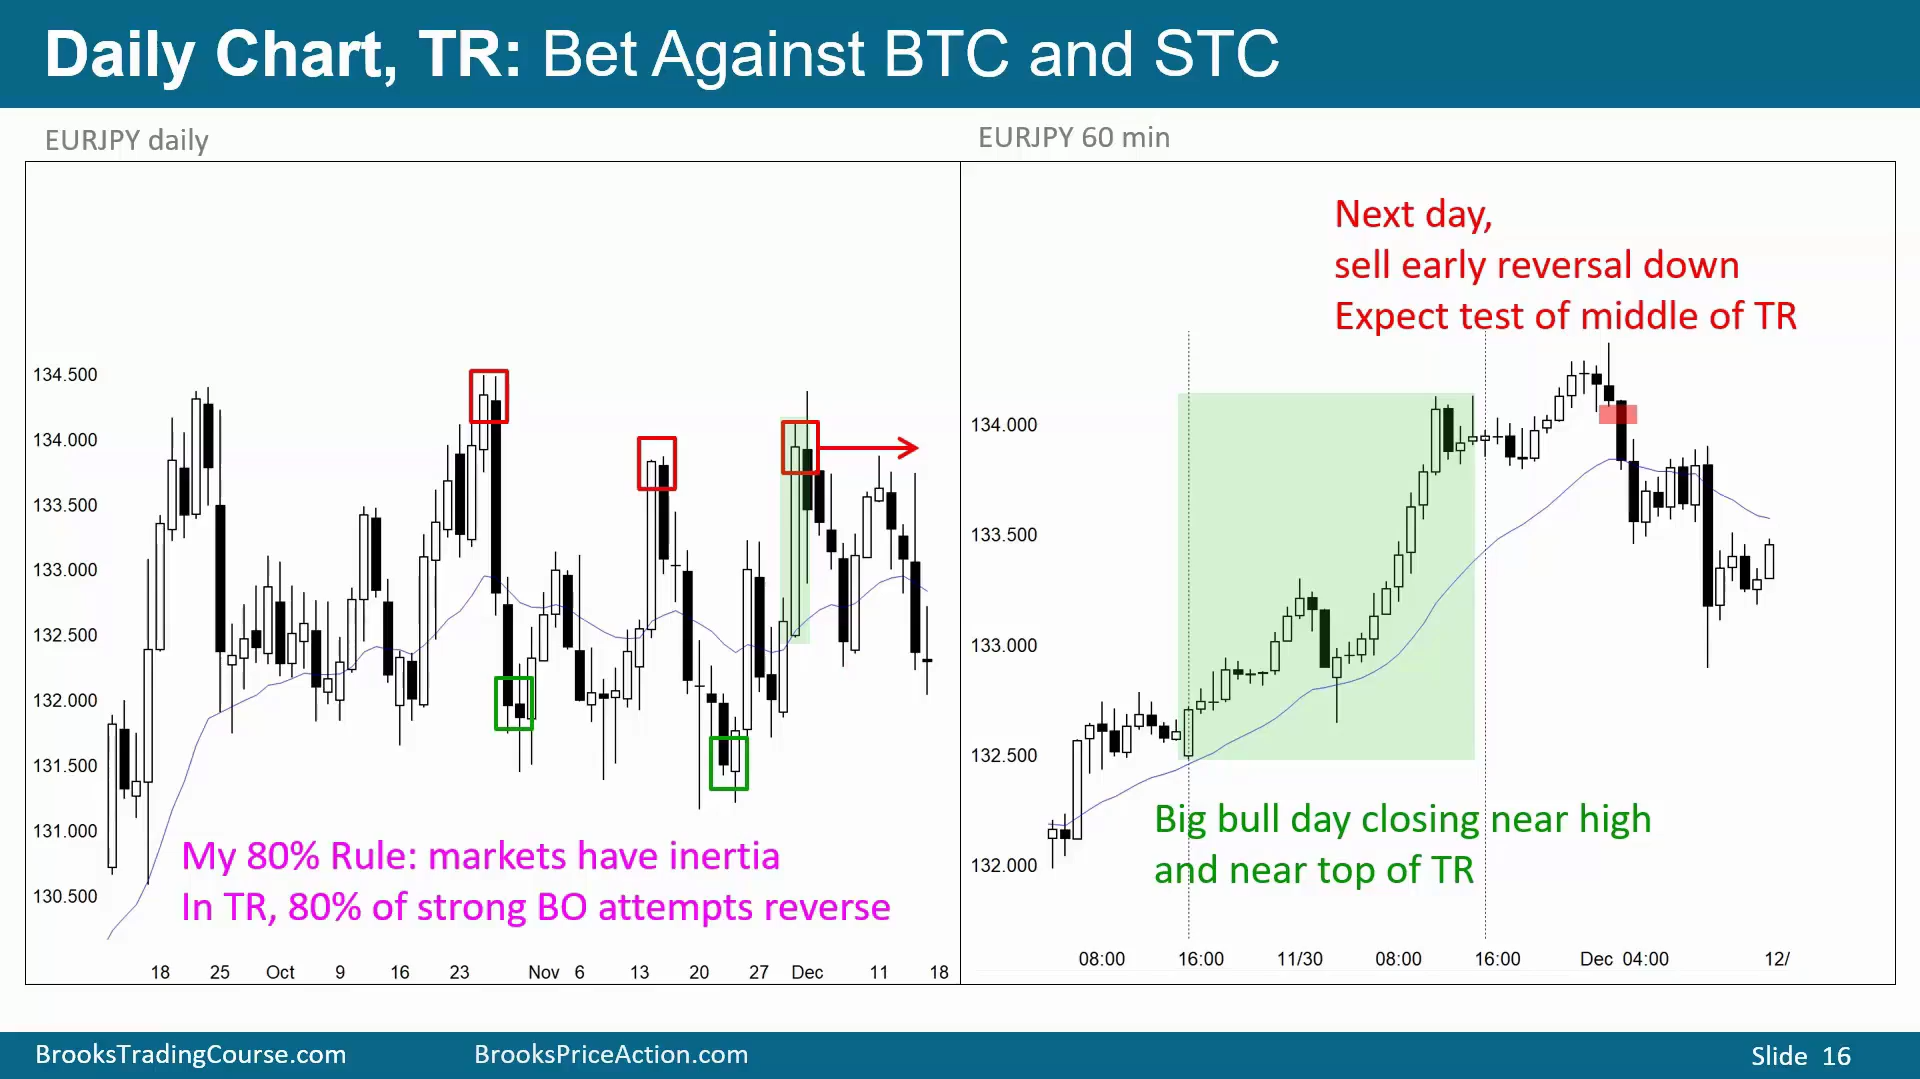 Daily Chart, TR: Bet Against BTC and STC
EURJPY daily
EURJPY 60 min
134.500
134.000
133.500
133.000
132.500
132.000
131.500
131.000
130.500
My 80% Rule: markets have inertia
In TR, 80% of strong BO attempts reverse
18 25 Oct 9 16 23 Nov 6 13 20 27 Dec 11 18
Next day,
sell early reversal down
Expect test of middle of TR
134.000
133.500
133.000
132.500
132.000
Big bull day closing near high
and near top of TR
08:00 16:00 11/30 08:00 16:00 Dec 04:00 12/
BrooksTradingCourse.com
BrooksPriceAction.com
Slide 16